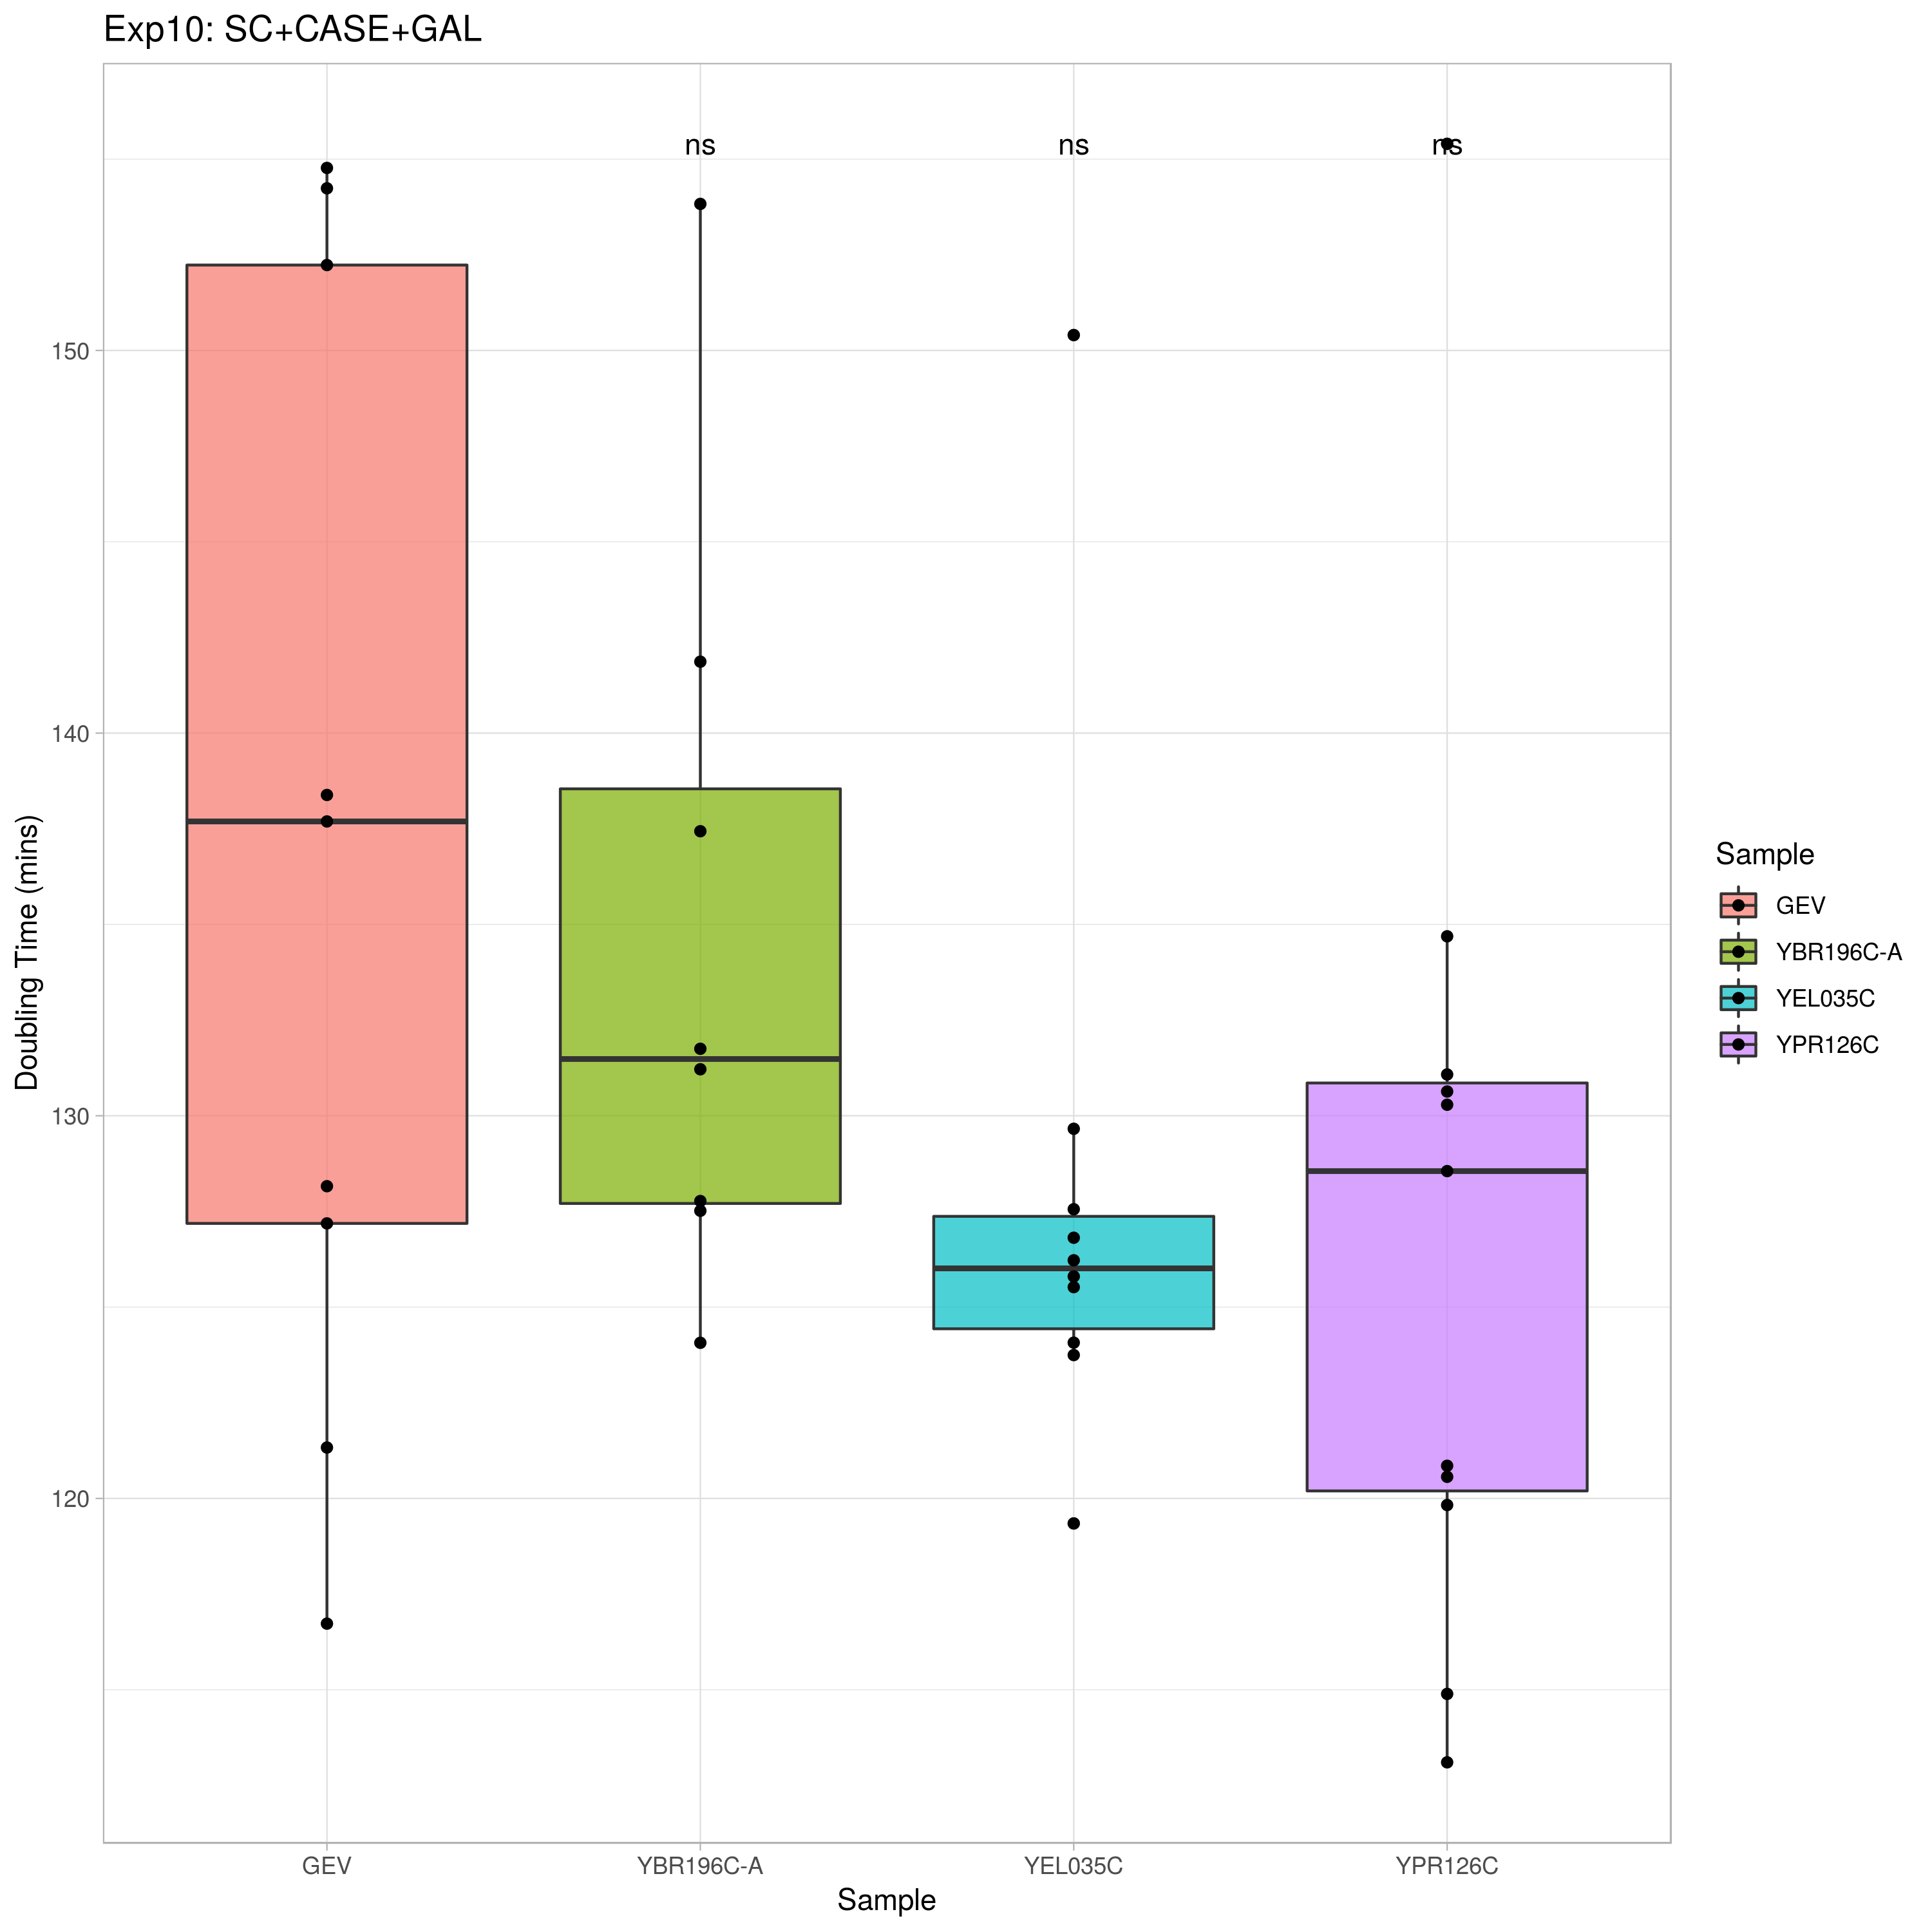 Exp10: SC+CASE+GAL
ns ns ns
150
140
130
120
Doubling Time (mins)
GEV YBR196C-A YEL035C YPR126C
Sample
Sample
GEV
YBR196C-A
YEL035C
YPR126C